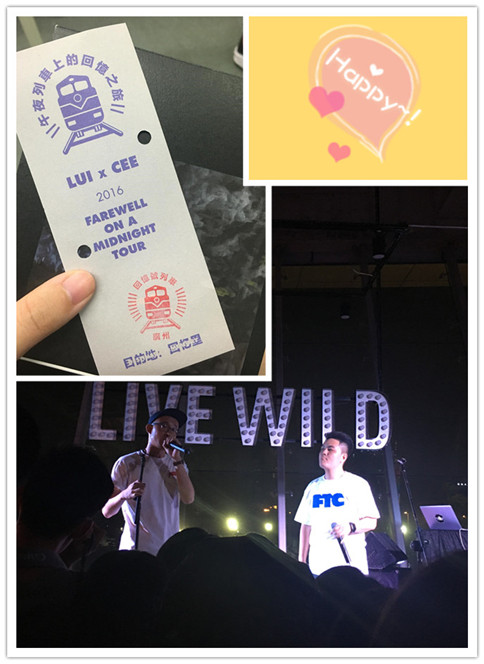 午夜列車上的回憶之旅
LUI x CEE
2016
FAREWELL
ON A
MIDNIGHT
TOUR
回憶號列車
目的地：
Happy~!
LIVE WILD
FTC